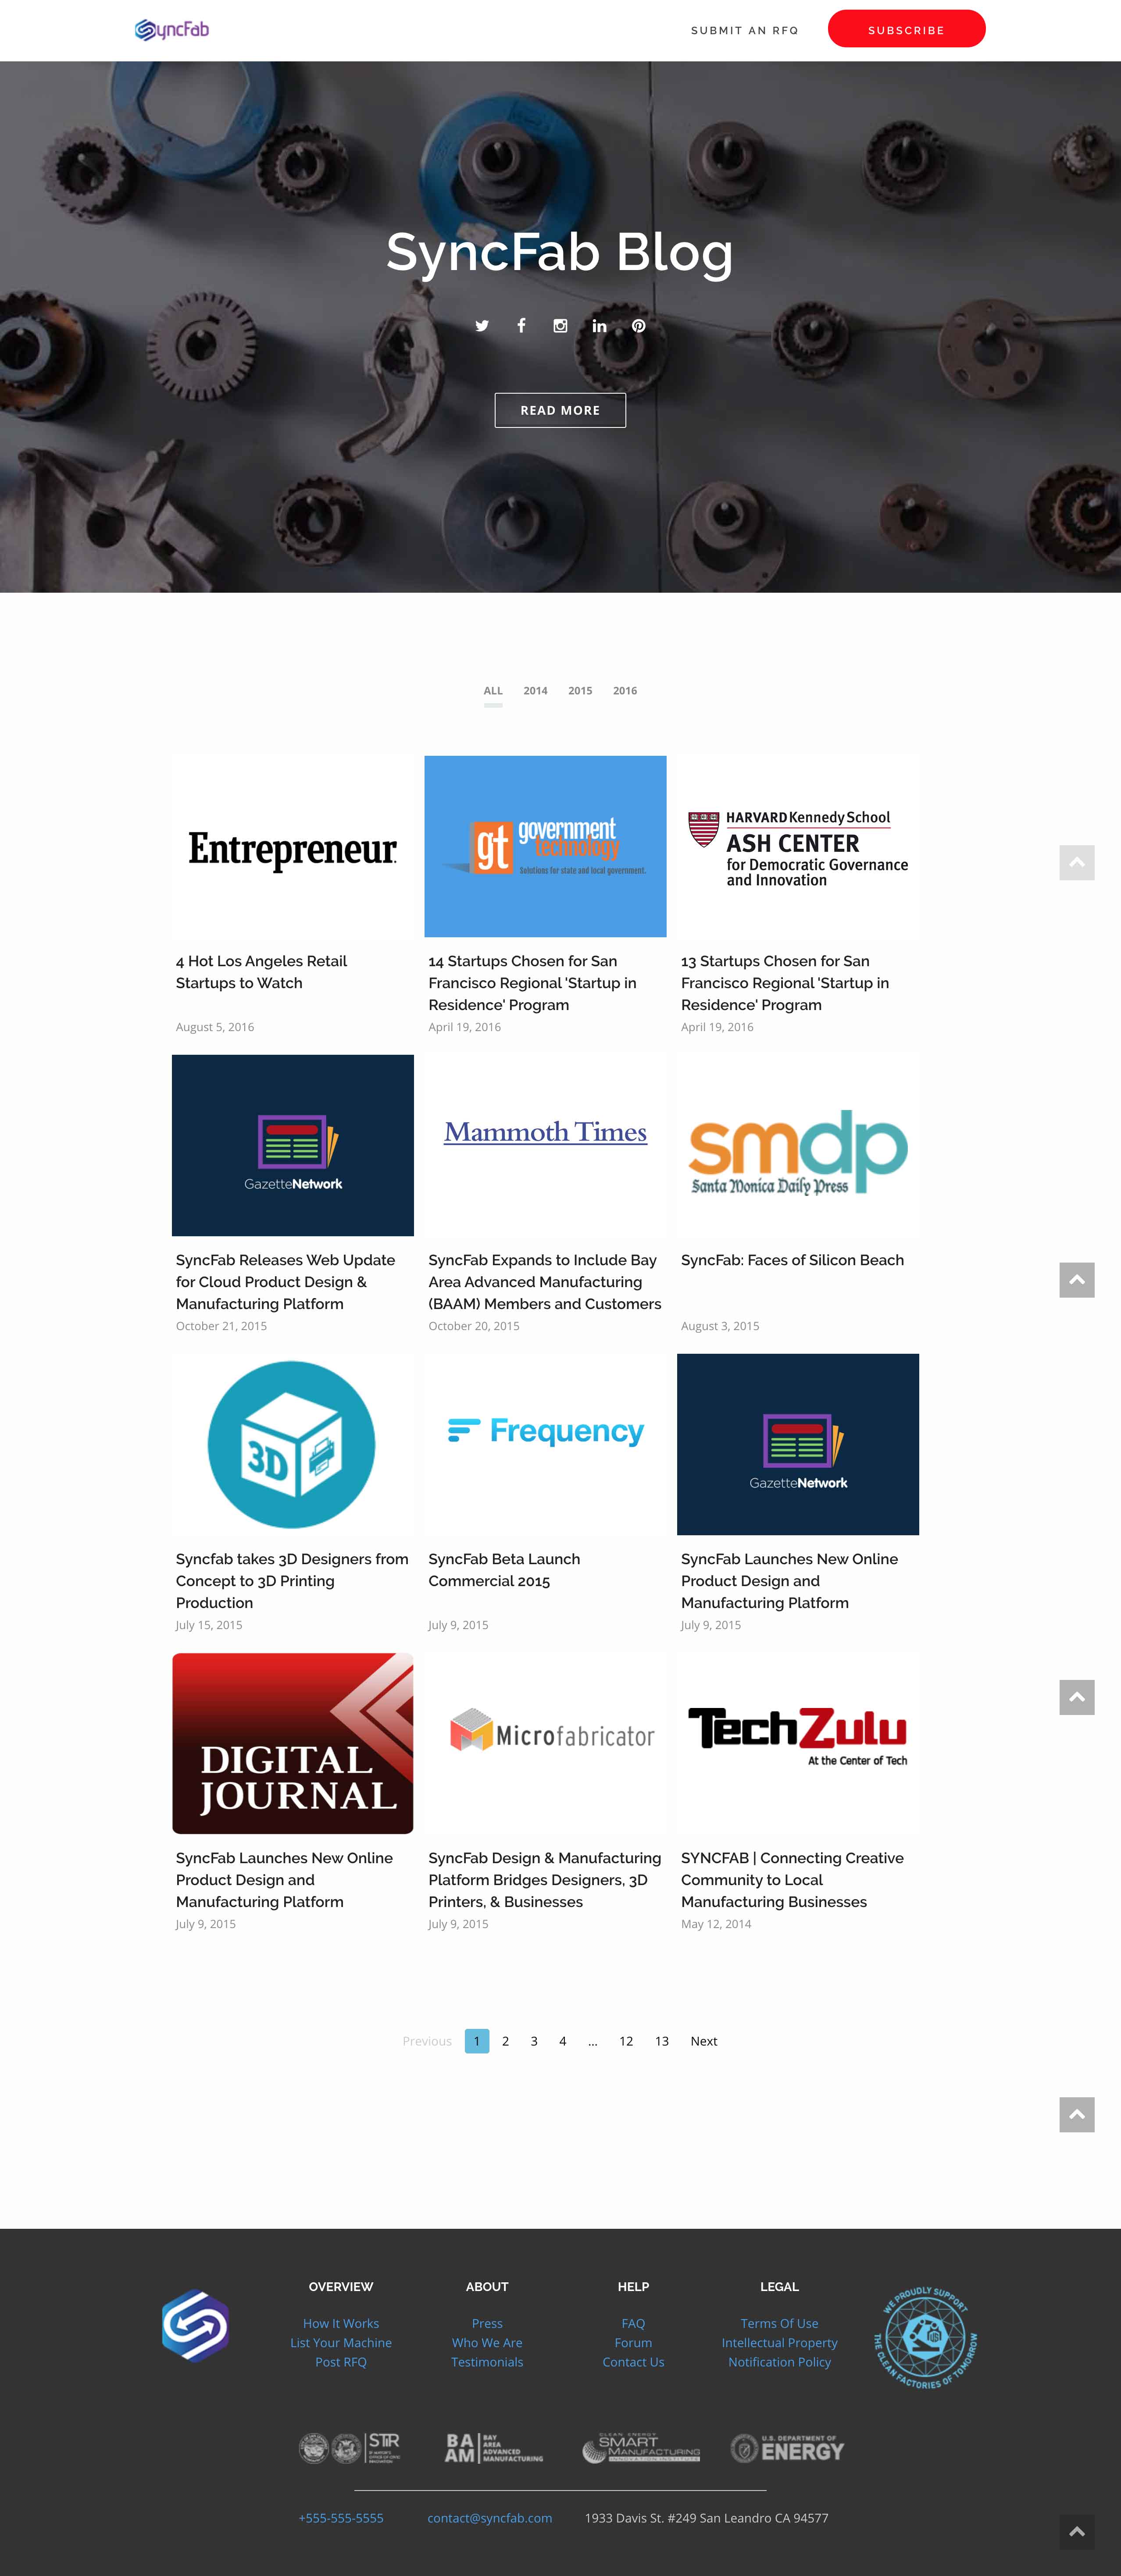 SyncFab
SUBMIT AN RFQ
SUBSCRIBE
SyncFab Blog
READ MORE
ALL 2014 2015 2016
Entrepreneur
gt government technology
Solutions for state and local government.
HARVARD Kennedy School
ASH CENTER
for Democratic Governance
and Innovation
4 Hot Los Angeles Retail
Startups to Watch
August 5, 2016
14 Startups Chosen for San
Francisco Regional 'Startup in
Residence' Program
April 19, 2016
13 Startups Chosen for San
Francisco Regional 'Startup in
Residence' Program
April 19, 2016
GazetteNetwork
Mammoth Times
smdp
Santa Monica Daily Press
SyncFab Releases Web Update
for Cloud Product Design &
Manufacturing Platform
October 21, 2015
SyncFab Expands to Include Bay
Area Advanced Manufacturing
(BAAM) Members and Customers
October 20, 2015
SyncFab: Faces of Silicon Beach
August 3, 2015
3D
Frequency
GazetteNetwork
Syncfab takes 3D Designers from
Concept to 3D Printing
Production
July 15, 2015
SyncFab Beta Launch
Commercial 2015
July 9, 2015
SyncFab Launches New Online
Product Design and
Manufacturing Platform
July 9, 2015
DIGITAL
JOURNAL
Microfabricator
TechZulu
At the Center of Tech
SyncFab Launches New Online
Product Design and
Manufacturing Platform
July 9, 2015
SyncFab Design & Manufacturing
Platform Bridges Designers, 3D
Printers, & Businesses
July 9, 2015
SYNCFAB | Connecting Creative
Community to Local
Manufacturing Businesses
May 12, 2014
Previous 1 2 3 4 ... 12 13 Next
OVERVIEW
How It Works
List Your Machine
Post RFQ
ABOUT
Press
Who We Are
Testimonials
HELP
FAQ
Forum
Contact Us
LEGAL
Terms Of Use
Intellectual Property
Notification Policy
WE PROUDLY SUPPORT
THE CLEAN FACTORIES OF TOMORROW
STiR
BAAM
BAY
AREA
ADVANCED
MANUFACTURING
CLEAN ENERGY
SMART
MANUFACTURING
INNOVATION INSTITUTE
U.S. DEPARTMENT OF
ENERGY
+555-555-5555
contact@syncfab.com
1933 Davis St. #249 San Leandro CA 94577